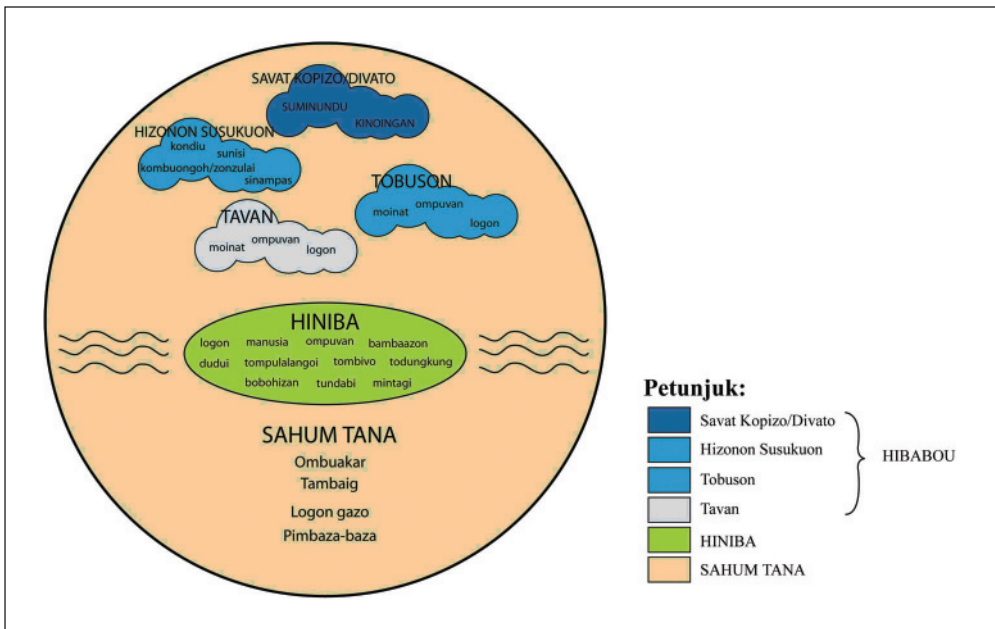 SAVAT KOPIZO/DIVATO
SUMINUNDU
KINOINGAN
HIZONON SUSUKUON
kondiu
sunisi
kombuongoh/zonzulai
sinampas
TOBUSON
moinat ompuvan
logon
TAVAN
moinat ompuvan logon
HINIBA
logon manusia ompuvan bambaazon
dudui tompulalangoi tombivo todungkung
bobohizan tundabi mintagi
SAHUM TANA
Ombuakar
Tambaig
Logon gazo
Pimbaza-baza
Petunjuk:
Savat Kopizo/Divato
Hizonon Susukuon
Tobuson
Tavan
HIBABOU
HINIBA
SAHUM TANA